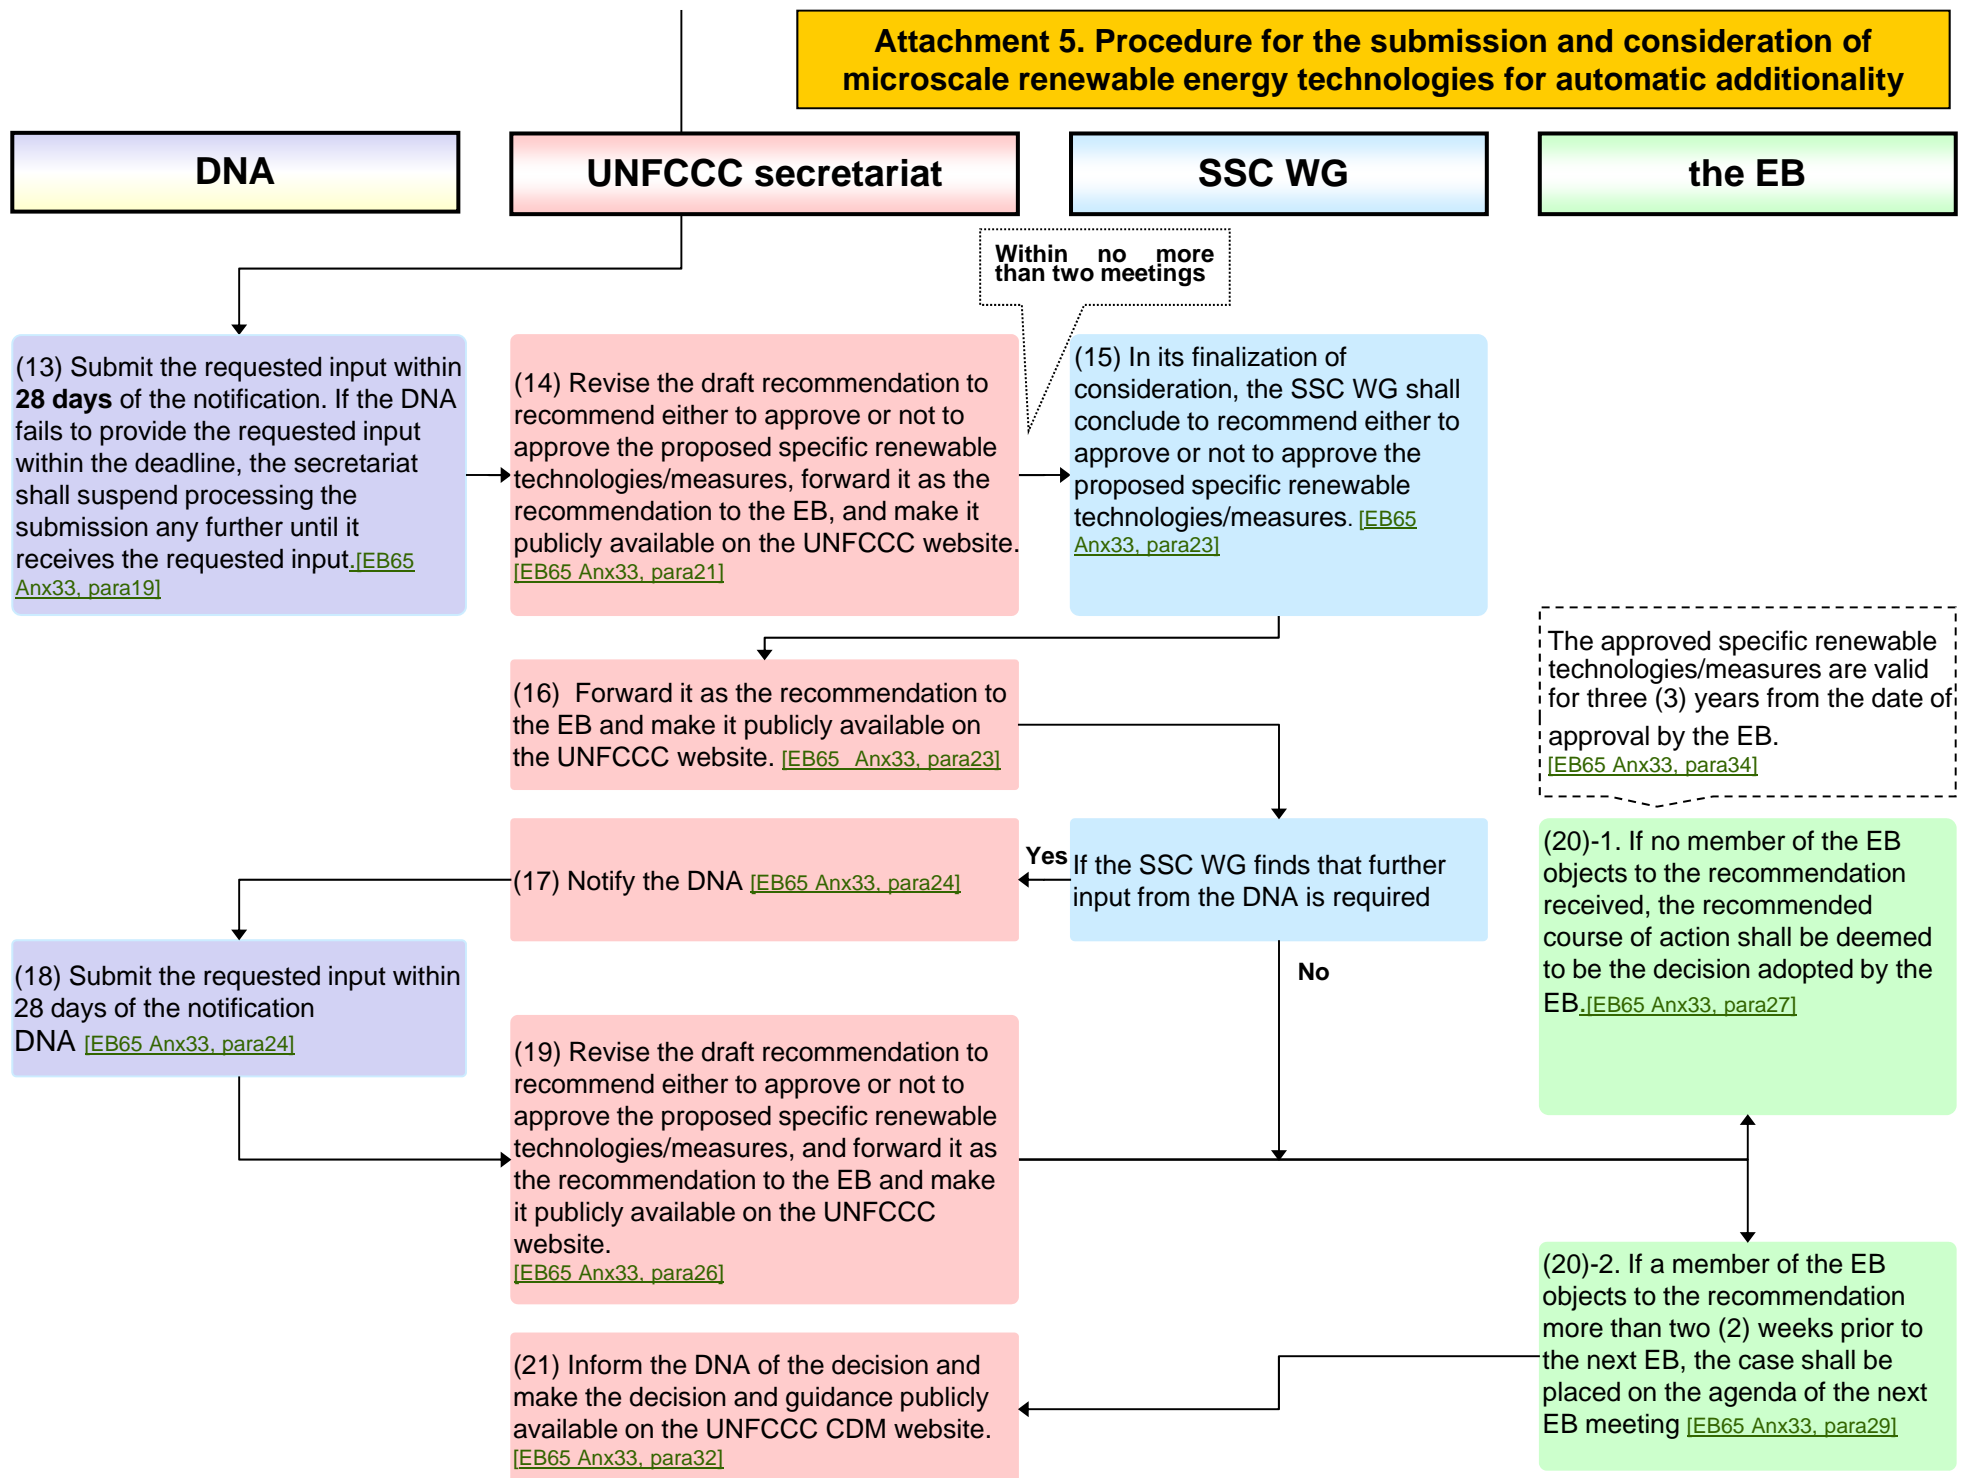 Attachment 5. Procedure for the submission and consideration of
microscale renewable energy technologies for automatic additionality
DNA
UNFCCC secretariat
SSC WG
the EB
Within no more
than two meetings
(13) Submit the requested input within
28 days of the notification. If the DNA
fails to provide the requested input
within the deadline, the secretariat
shall suspend processing the
submission any further until it
receives the requested input.[EB65
Anx33, para19]
(14) Revise the draft recommendation to
recommend either to approve or not to
approve the proposed specific renewable
technologies/measures, forward it as the
recommendation to the EB, and make it
publicly available on the UNFCCC website.
[EB65 Anx33, para21]
(15) In its finalization of
consideration, the SSC WG shall
conclude to recommend either to
approve or not to approve the
proposed specific renewable
technologies/measures. [EB65
Anx33, para23]
(16) Forward it as the recommendation to
the EB and make it publicly available on
the UNFCCC website. [EB65 Anx33, para23]
The approved specific renewable
technologies/measures are valid
for three (3) years from the date of
approval by the EB.
[EB65 Anx33, para34]
(17) Notify the DNA [EB65 Anx33, para24]
Yes
If the SSC WG finds that further
input from the DNA is required
No
(20)-1. If no member of the EB
objects to the recommendation
received, the recommended
course of action shall be deemed
to be the decision adopted by the
EB.[EB65 Anx33, para27]
(18) Submit the requested input within
28 days of the notification
DNA [EB65 Anx33, para24]
(19) Revise the draft recommendation to
recommend either to approve or not to
approve the proposed specific renewable
technologies/measures, and forward it as
the recommendation to the EB and make
it publicly available on the UNFCCC
website.
[EB65 Anx33, para26]
(20)-2. If a member of the EB
objects to the recommendation
more than two (2) weeks prior to
the next EB, the case shall be
placed on the agenda of the next
EB meeting [EB65 Anx33, para29]
(21) Inform the DNA of the decision and
make the decision and guidance publicly
available on the UNFCCC CDM website.
[EB65 Anx33, para32]